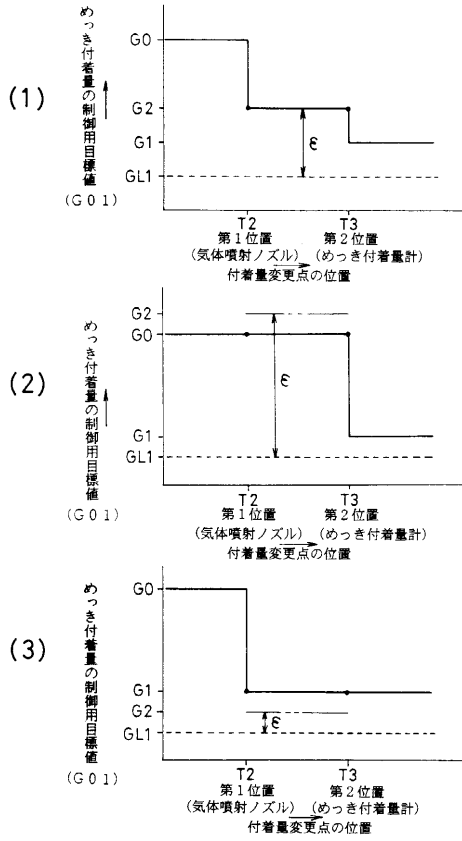 (1)
めっき付着量の制御用目標値
(G01)
G0
G2
G1
GL1
ε
T2
T3
第1位置
第2位置
(気体噴射ノズル)
(めっき付着量計)
付着量変更点の位置
(2)
めっき付着量の制御用目標値
(G01)
G2
G0
G1
GL1
ε
T2
T3
第1位置
第2位置
(気体噴射ノズル)
(めっき付着量計)
付着量変更点の位置
(3)
めっき付着量の制御用目標値
(G01)
G0
G1
G2
GL1
ε
T2
T3
第1位置
第2位置
(気体噴射ノズル)
(めっき付着量計)
付着量変更点の位置